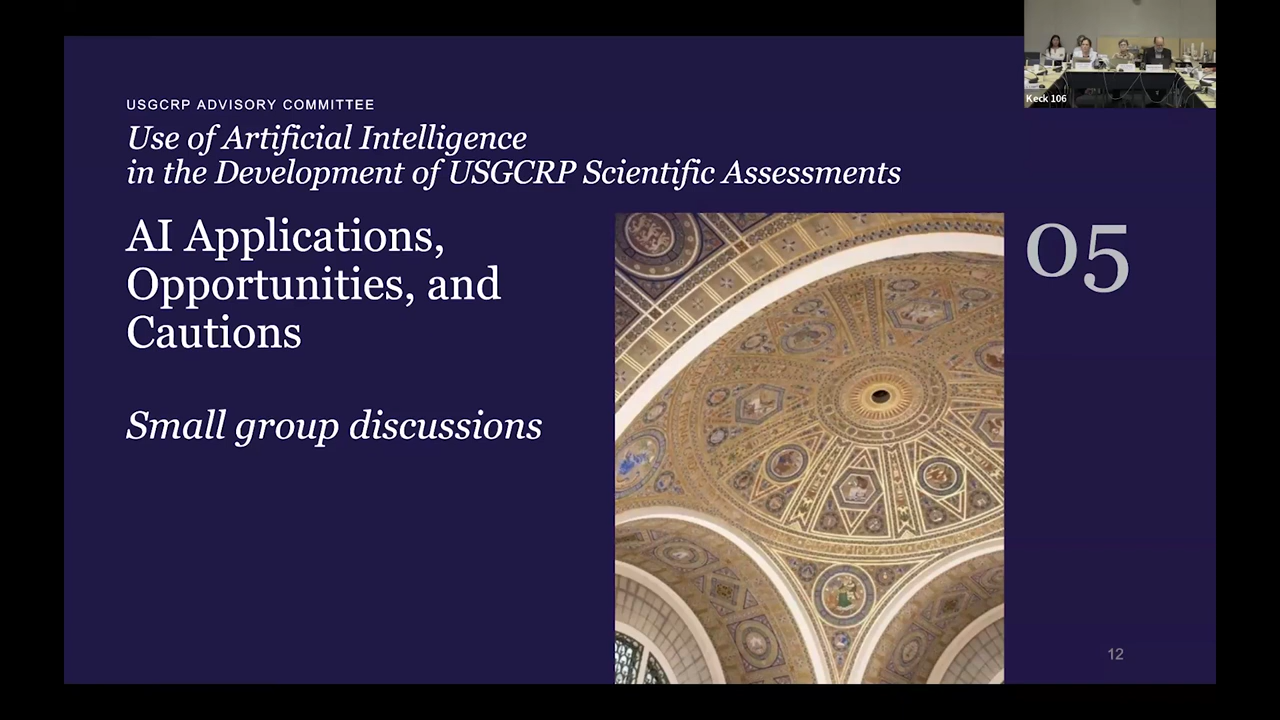 USGCRP ADVISORY COMMITTEE
Use of Artificial Intelligence
in the Development of USGCRP Scientific Assessments
AI Applications,
Opportunities, and
Cautions
Small group discussions
05
12
Keck 106